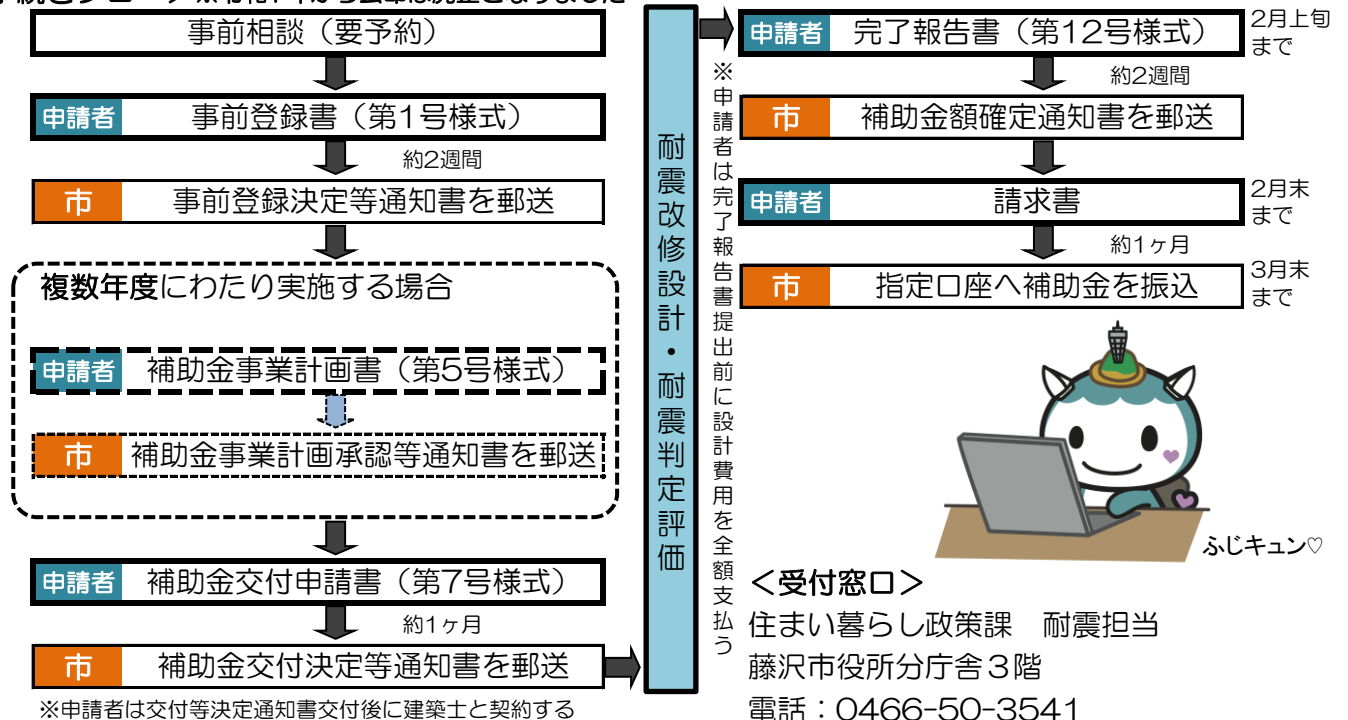 事前相談（要予約）
申請者 事前登録書（第1号様式）
約2週間
市 事前登録決定等通知書を郵送
複数年度にわたり実施する場合
申請者 補助金事業計画書（第5号様式）
市 補助金事業計画承認等通知書を郵送
申請者 補助金交付申請書（第7号様式）
約1ヶ月
市 補助金交付決定等通知書を郵送
※申請者は交付等決定通知書交付後に建築士と契約する
耐震改修設計・耐震判定評価
※申請者は完了報告書提出前に設計費用を全額支払う
申請者 完了報告書（第12号様式）
2月上旬
まで
約2週間
市 補助金額確定通知書を郵送
申請者 請求書
2月末
まで
約1ヶ月
市 指定口座へ補助金を振込
3月末
まで
ふじキュン♡
＜受付窓口＞
住まい暮らし政策課　耐震担当
藤沢市役所分庁舎３階
電話：0466-50-3541